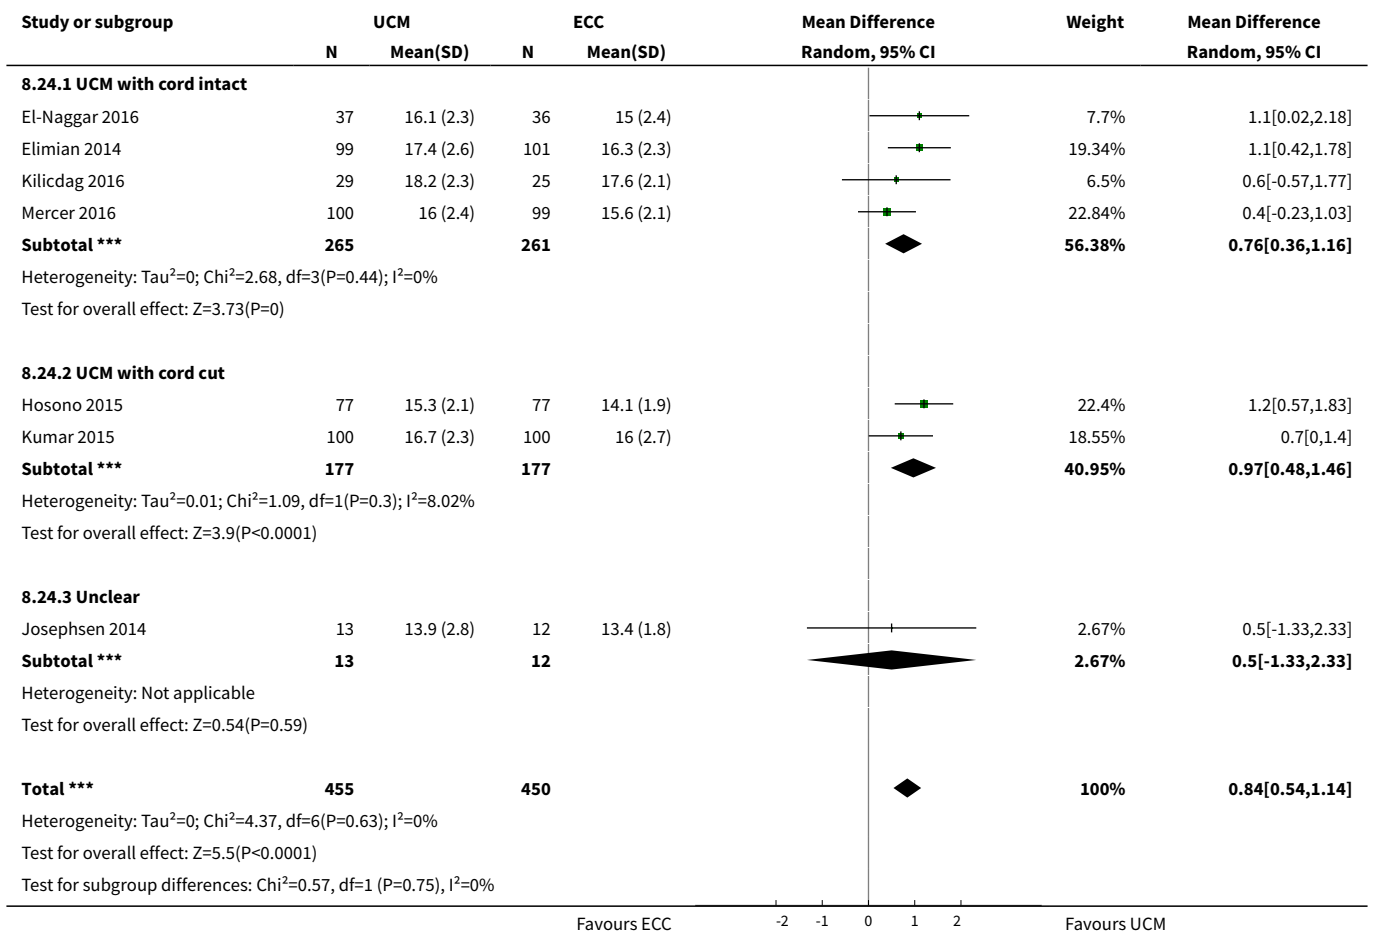 Study or subgroup UCM ECC Mean Difference Weight Mean Difference
N Mean(SD) N Mean(SD) Random, 95% CI Random, 95% CI
8.24.1 UCM with cord intact
El-Naggar 2016 37 16.1 (2.3) 36 15 (2.4) 7.7% 1.1[0.02,2.18]
Elimian 2014 99 17.4 (2.6) 101 16.3 (2.3) 19.34% 1.1[0.42,1.78]
Kilicdag 2016 29 18.2 (2.3) 25 17.6 (2.1) 6.5% 0.6[-0.57,1.77]
Mercer 2016 100 16 (2.4) 99 15.6 (2.1) 22.84% 0.4[-0.23,1.03]
Subtotal *** 265 261 56.38% 0.76[0.36,1.16]
Heterogeneity: Tau²=0; Chi²=2.68, df=3(P=0.44); I²=0%
Test for overall effect: Z=3.73(P=0)
8.24.2 UCM with cord cut
Hosono 2015 77 15.3 (2.1) 77 14.1 (1.9) 22.4% 1.2[0.57,1.83]
Kumar 2015 100 16.7 (2.3) 100 16 (2.7) 18.55% 0.7[0,1.4]
Subtotal *** 177 177 40.95% 0.97[0.48,1.46]
Heterogeneity: Tau²=0.01; Chi²=1.09, df=1(P=0.3); I²=8.02%
Test for overall effect: Z=3.9(P<0.0001)
8.24.3 Unclear
Josephsen 2014 13 13.9 (2.8) 12 13.4 (1.8) 2.67% 0.5[-1.33,2.33]
Subtotal *** 13 12 2.67% 0.5[-1.33,2.33]
Heterogeneity: Not applicable
Test for overall effect: Z=0.54(P=0.59)
Total *** 455 450 100% 0.84[0.54,1.14]
Heterogeneity: Tau²=0; Chi²=4.37, df=6(P=0.63); I²=0%
Test for overall effect: Z=5.5(P<0.0001)
Test for subgroup differences: Chi²=0.57, df=1 (P=0.75), I²=0%
Favours ECC -2 -1 0 1 2 Favours UCM